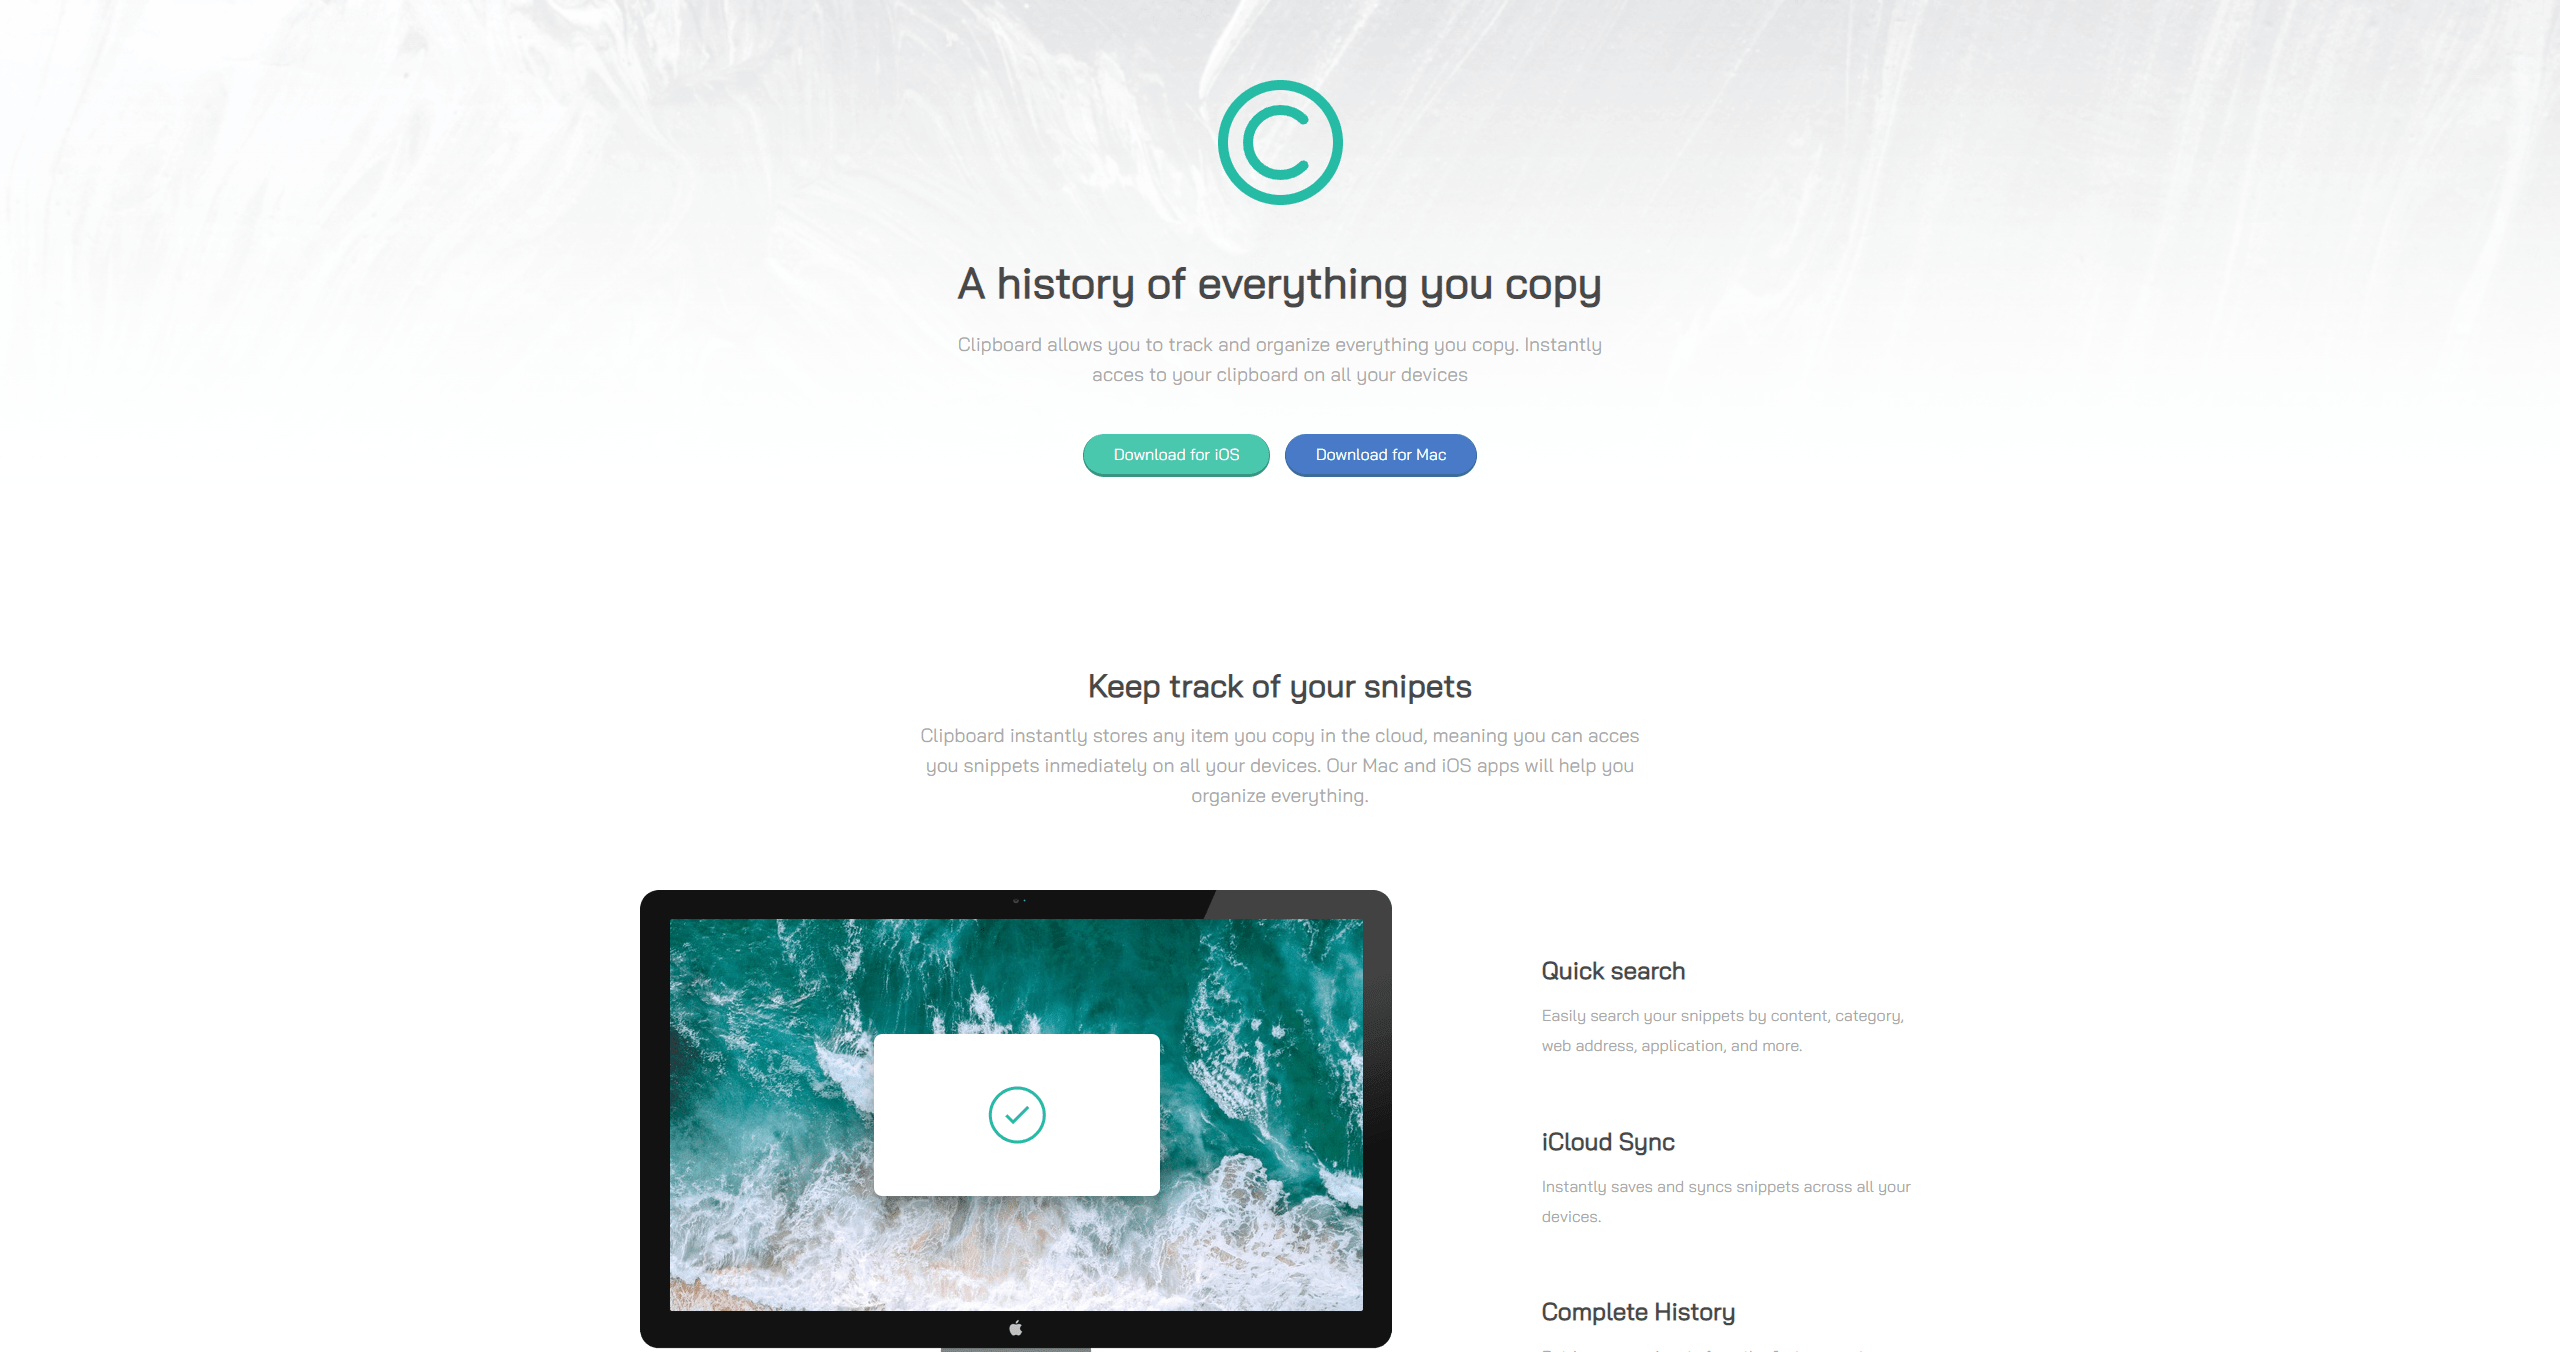 C
A history of everything you copy
Clipboard allows you to track and organize everything you copy. Instantly
acces to your clipboard on all your devices
Download for iOS
Download for Mac
Keep track of your snipets
Clipboard instantly stores any item you copy in the cloud, meaning you can acces
you snippets inmediately on all your devices. Our Mac and iOS apps will help you
organize everything.
Quick search
Easily search your snippets by content, category,
web address, application, and more.
iCloud Sync
Instantly saves and syncs snippets across all your
devices.
Complete History